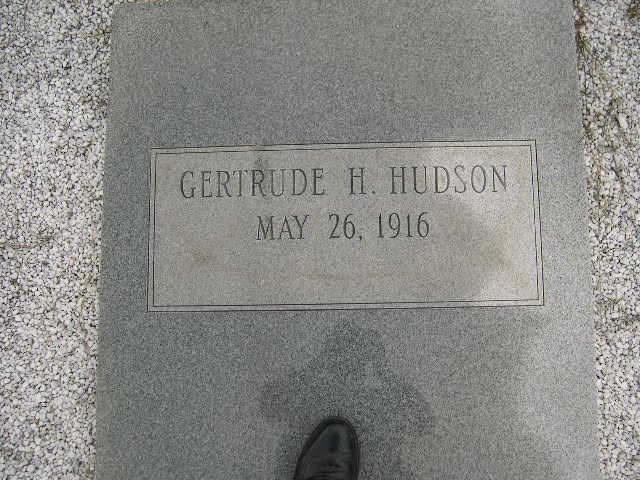 GERTRUDE H. HUDSON
MAY 26, 1916